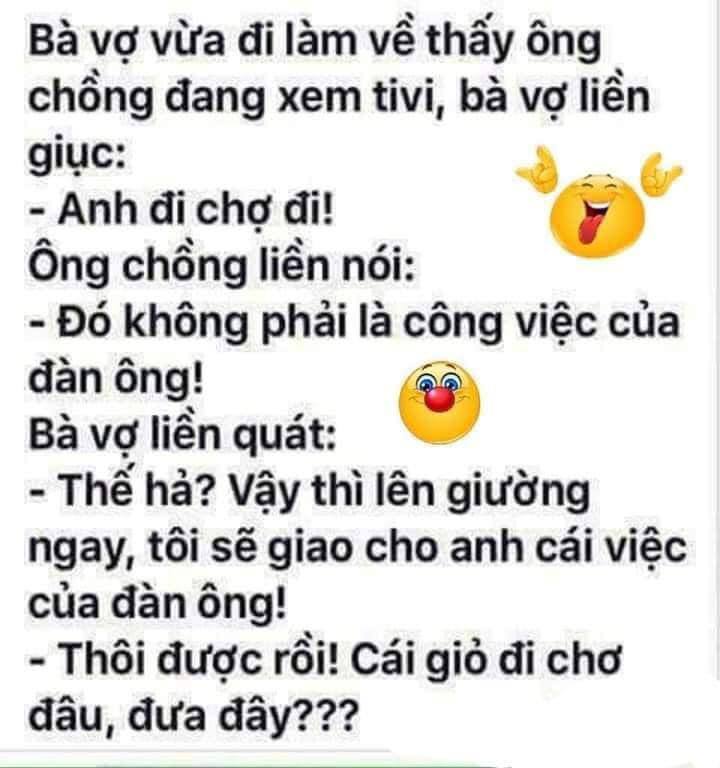 Bà vợ vừa đi làm về thấy ông
chồng đang xem tivi, bà vợ liền
giục:
- Anh đi chợ đi!
Ông chồng liền nói:
- Đó không phải là công việc của
đàn ông!
Bà vợ liền quát:
- Thế hả? Vậy thì lên giường
ngay, tôi sẽ giao cho anh cái việc
của đàn ông!
- Thôi được rồi! Cái giỏ đi chơ
đâu, đưa đây???